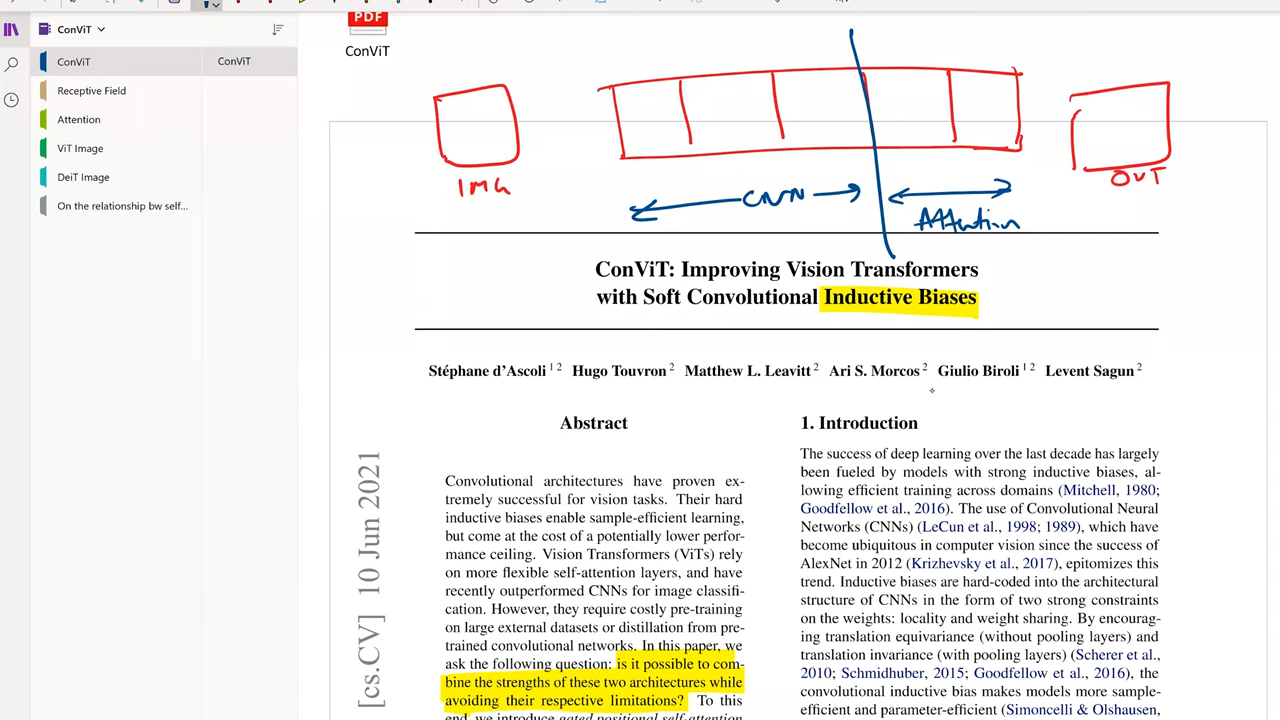 ConViT
ConViT
ConViT
Receptive Field
Attention
ViT Image
DeiT Image
On the relationship bw self...
PDF
ConViT
IMG
CNN
Attention
OUT
ConViT: Improving Vision Transformers
with Soft Convolutional Inductive Biases
Stéphane d'Ascoli 1 2 Hugo Touvron 2 Matthew L. Leavitt 2 Ari S. Morcos 2 Giulio Biroli 1 2 Levent Sagun 2
[cs.CV] 10 Jun 2021
Abstract
Convolutional architectures have proven ex-
tremely successful for vision tasks. Their hard
inductive biases enable sample-efficient learning,
but come at the cost of a potentially lower perfor-
mance ceiling. Vision Transformers (ViTs) rely
on more flexible self-attention layers, and have
recently outperformed CNNs for image classifi-
cation. However, they require costly pre-training
on large external datasets or distillation from pre-
trained convolutional networks. In this paper, we
ask the following question: is it possible to com-
bine the strengths of these two architectures while
avoiding their respective limitations? To this
end, we introduce gated positional self-attention
1. Introduction
The success of deep learning over the last decade has largely
been fueled by models with strong inductive biases, al-
lowing efficient training across domains (Mitchell, 1980;
Goodfellow et al., 2016). The use of Convolutional Neural
Networks (CNNs) (LeCun et al., 1998; 1989), which have
become ubiquitous in computer vision since the success of
AlexNet in 2012 (Krizhevsky et al., 2017), epitomizes this
trend. Inductive biases are hard-coded into the architectural
structure of CNNs in the form of two strong constraints
on the weights: locality and weight sharing. By encourag-
ing translation equivariance (without pooling layers) and
translation invariance (with pooling layers) (Scherer et al.,
2010; Schmidhuber, 2015; Goodfellow et al., 2016), the
convolutional inductive bias makes models more sample-
efficient and parameter-efficient (Simoncelli & Olshausen,